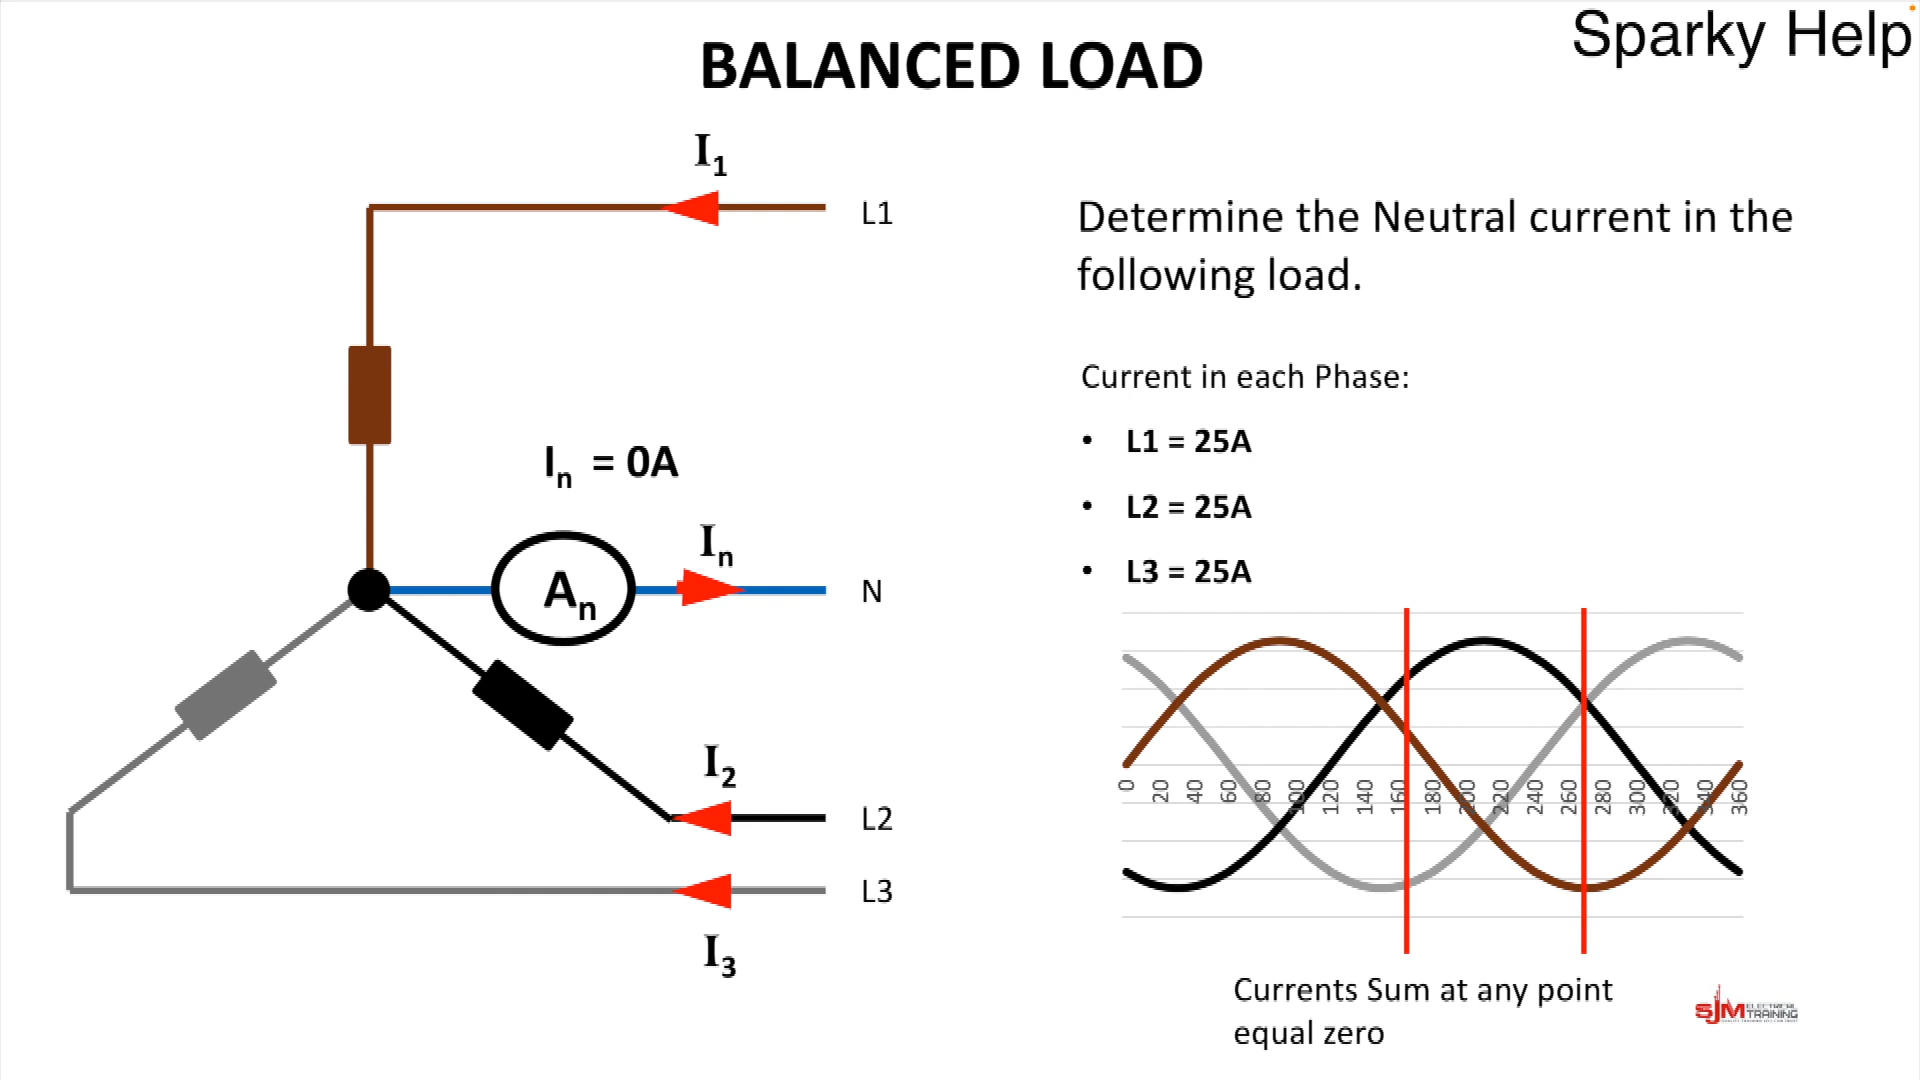 Sparky Help
BALANCED LOAD
I1
L1
Determine the Neutral current in the
following load.
Current in each Phase:
• L1 = 25A
• L2 = 25A
• L3 = 25A
In = 0A
An
In
N
I2
L2
L3
I3
0 20 40 60 80 100 120 140 160 180 200 220 240 260 280 300 320 340 360
Currents Sum at any point
equal zero
SJM ELECTRICAL
TRAINING